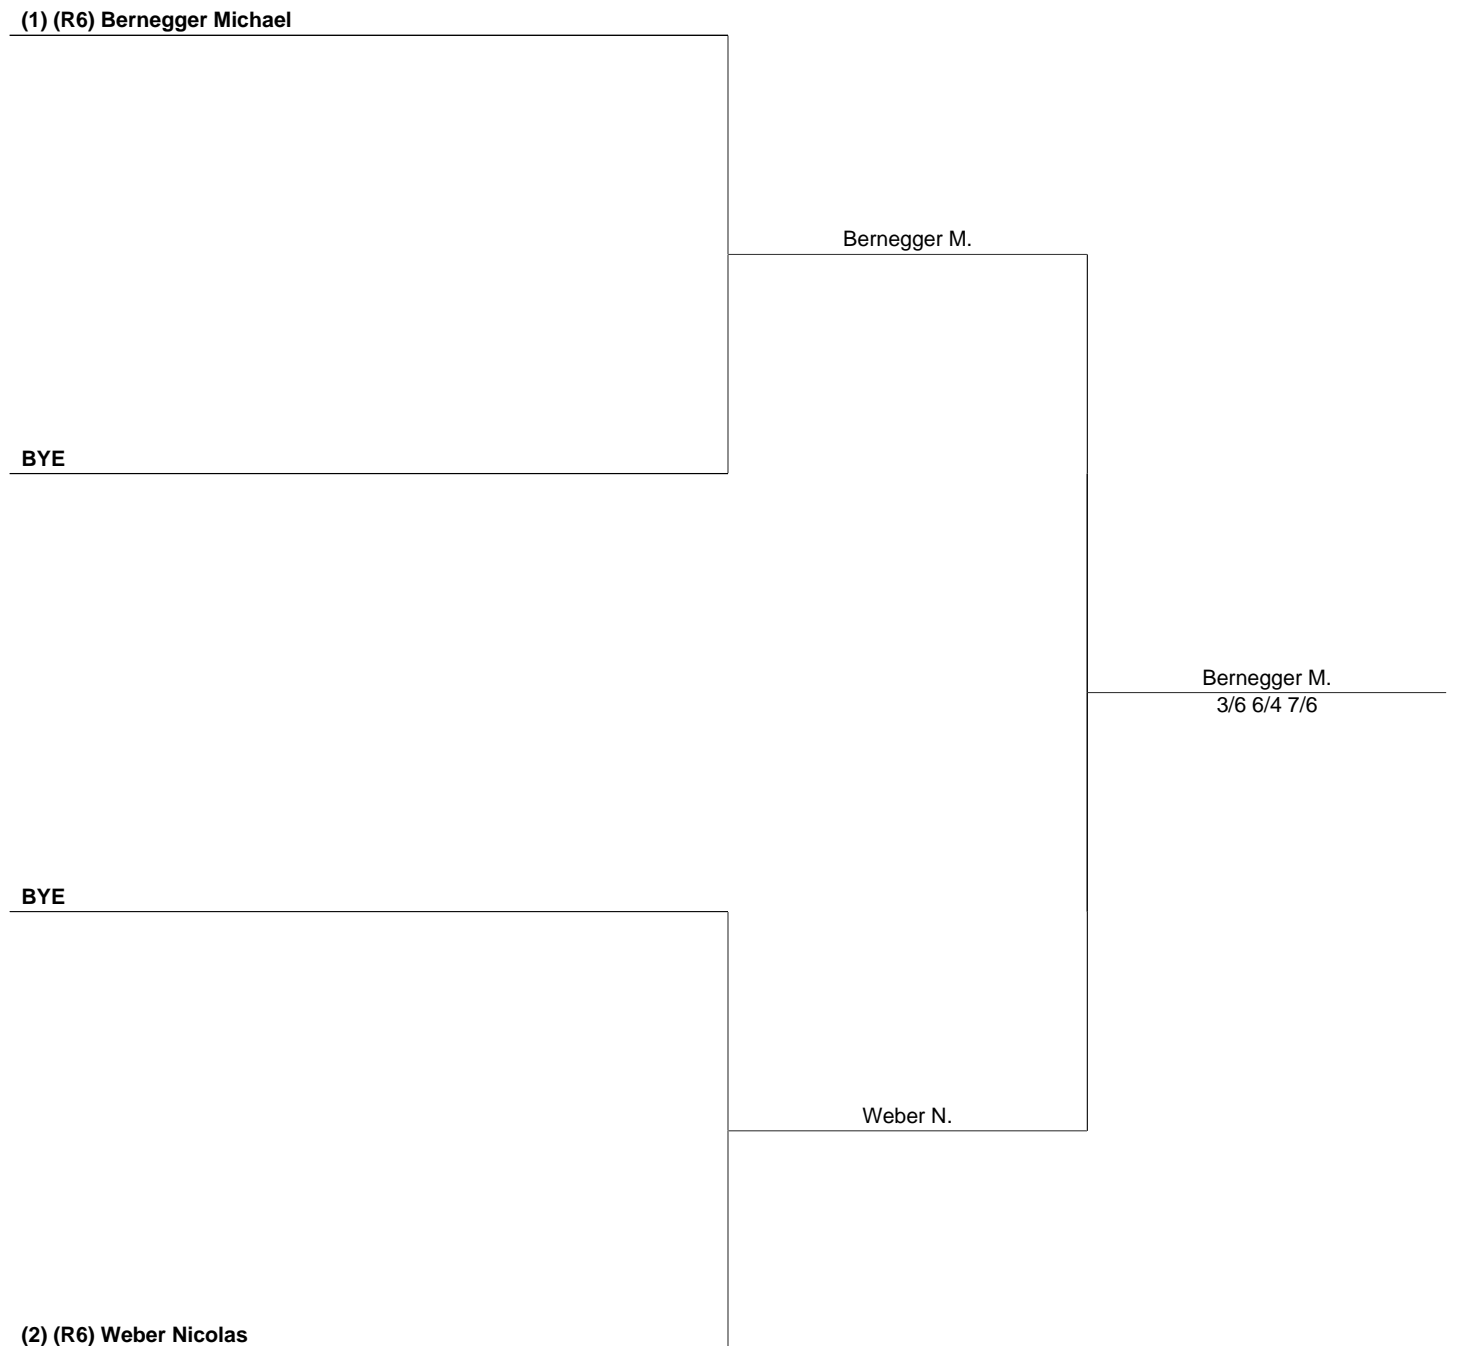 (1) (R6) Bernegger Michael
Bernegger M.
BYE
Bernegger M.
3/6 6/4 7/6
BYE
Weber N.
(2) (R6) Weber Nicolas